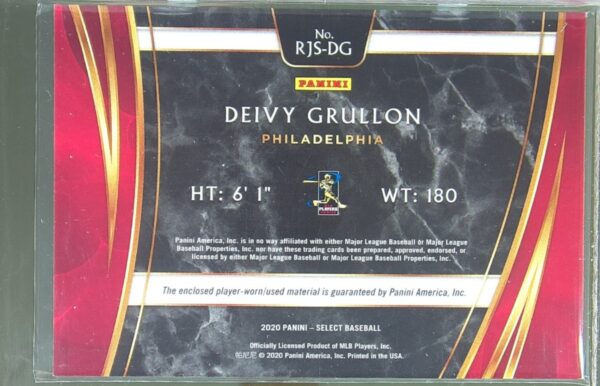 No.
RJS-DG
PANINI
DEIVY GRULLON
PHILADELPHIA
HT: 6' 1"
WT: 180
PLAYERS
Panini America, Inc. is in no way affiliated with either Major League Baseball or Major League
Baseball Properties, Inc. nor have these trading cards been prepared, approved, endorsed, or
licensed by either Major League Baseball or Major League Baseball Properties, Inc.
The enclosed player-worn/used material is guaranteed by Panini America, Inc.
2020 PANINI – SELECT BASEBALL
Officially Licensed Product of MLB Players, Inc.
帕尼尼 © 2020 Panini America, Inc. Printed in the USA.